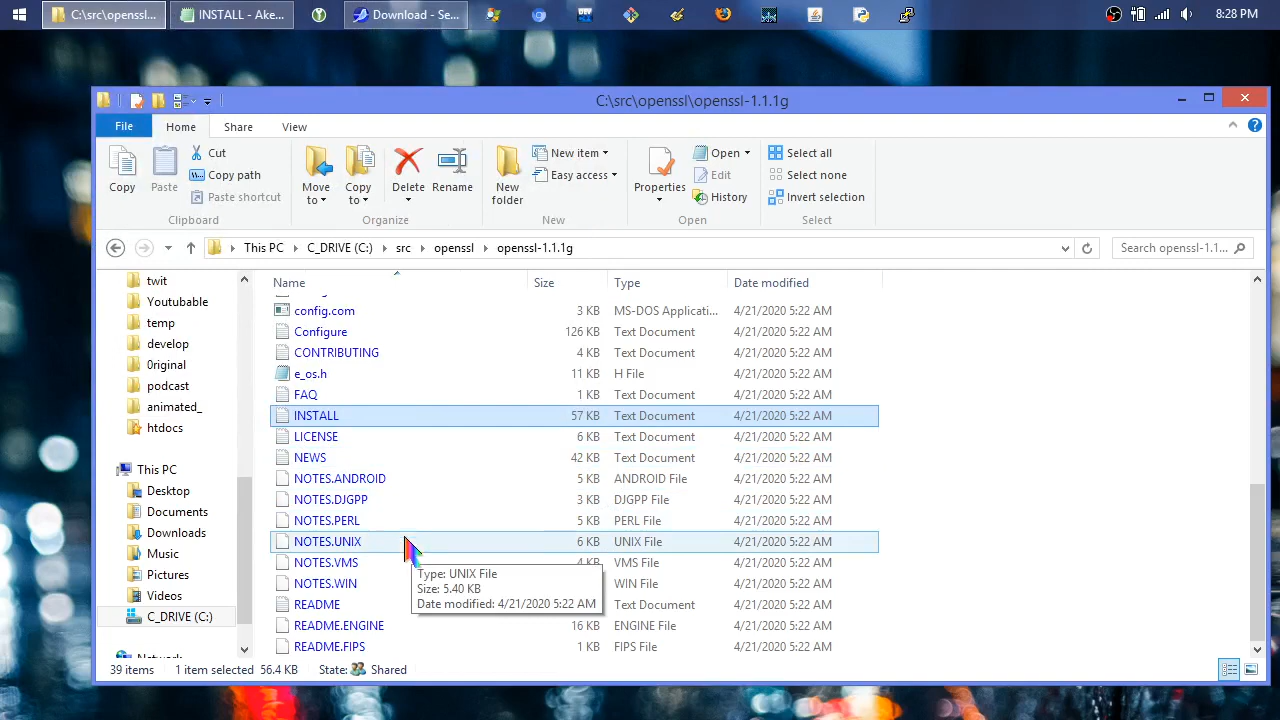 C:\src\openssl...
INSTALL - Ake...
Download - Se...
8:28 PM
C:\src\openssl\openssl-1.1.1g
File
Home
Share
View
Copy
Paste
Cut
Copy path
Paste shortcut
Clipboard
Move to
Copy to
Delete
Rename
Organize
New folder
New item
Easy access
New
Properties
Open
Edit
History
Open
Select all
Select none
Invert selection
Select
This PC
C_DRIVE (C:)
src
openssl
openssl-1.1.1g
Search openssl-1.1....
twit
Youtubable
temp
develop
0riginal
podcast
animated_
htdocs
This PC
Desktop
Documents
Downloads
Music
Pictures
Videos
C_DRIVE (C:)
Name Size Type Date modified
config.com 3 KB MS-DOS Applicati... 4/21/2020 5:22 AM
Configure 126 KB Text Document 4/21/2020 5:22 AM
CONTRIBUTING 4 KB Text Document 4/21/2020 5:22 AM
e_os.h 11 KB H File 4/21/2020 5:22 AM
FAQ 1 KB Text Document 4/21/2020 5:22 AM
INSTALL 57 KB Text Document 4/21/2020 5:22 AM
LICENSE 6 KB Text Document 4/21/2020 5:22 AM
NEWS 42 KB Text Document 4/21/2020 5:22 AM
NOTES.ANDROID 5 KB ANDROID File 4/21/2020 5:22 AM
NOTES.DJGPP 3 KB DJGPP File 4/21/2020 5:22 AM
NOTES.PERL 5 KB PERL File 4/21/2020 5:22 AM
NOTES.UNIX 6 KB UNIX File 4/21/2020 5:22 AM
NOTES.VMS 4 KB VMS File 4/21/2020 5:22 AM
NOTES.WIN WIN File 4/21/2020 5:22 AM
README Text Document 4/21/2020 5:22 AM
README.ENGINE 16 KB ENGINE File 4/21/2020 5:22 AM
README.FIPS 1 KB FIPS File 4/21/2020 5:22 AM
Type: UNIX File
Size: 5.40 KB
Date modified: 4/21/2020 5:22 AM
39 items
1 item selected 56.4 KB
State: Shared